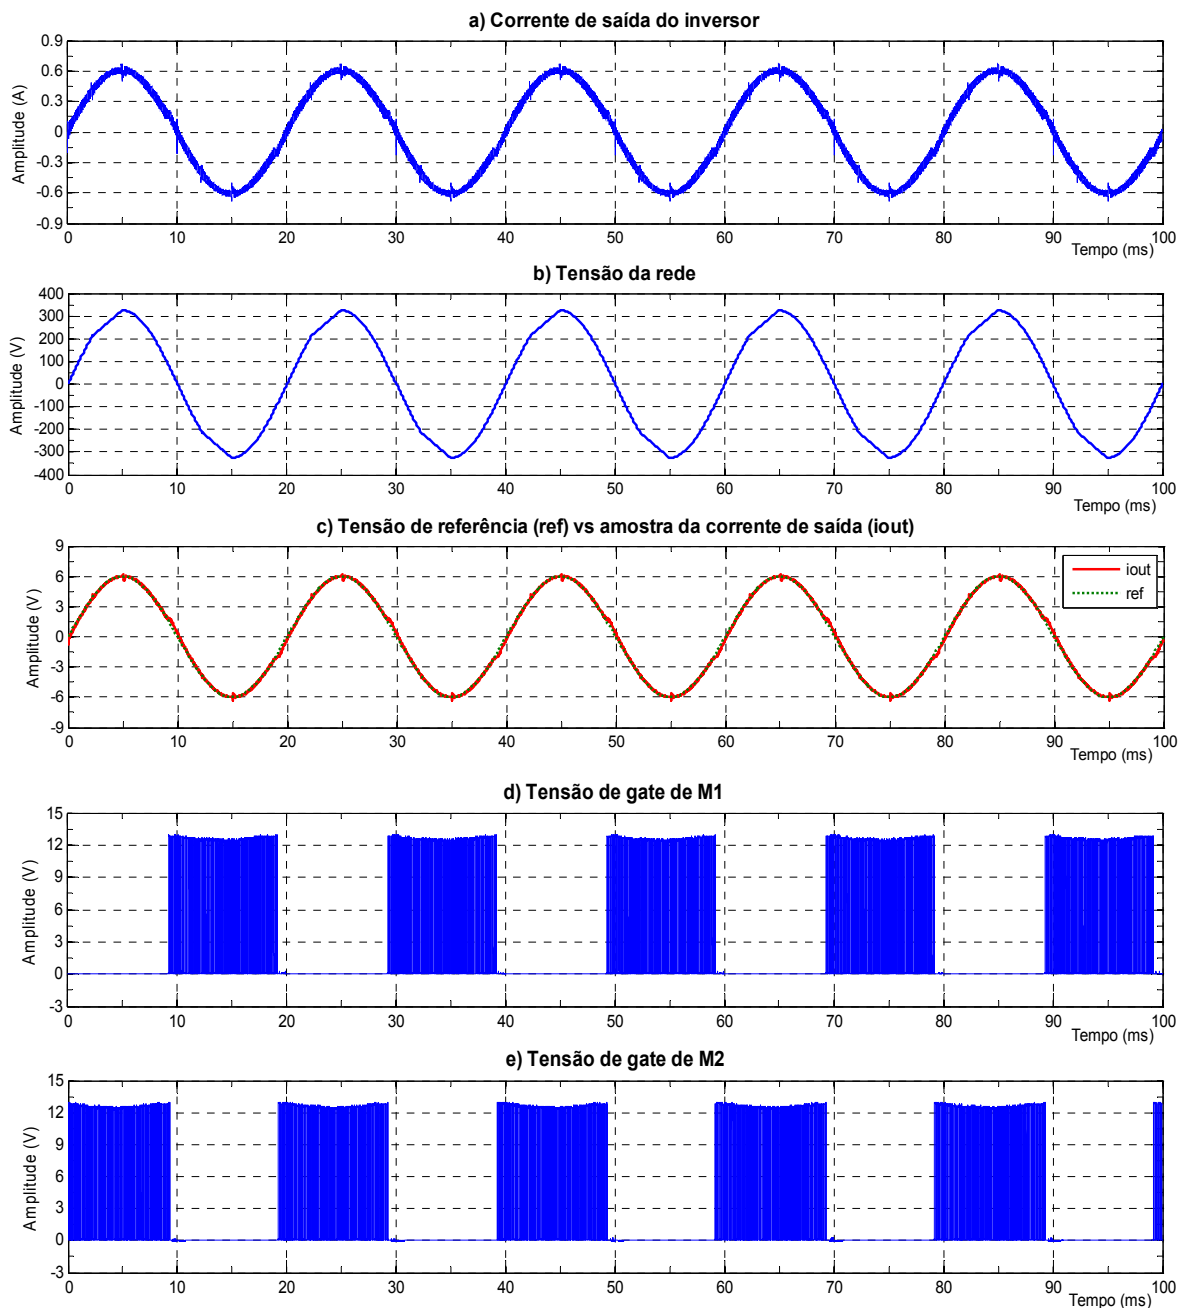 a) Corrente de saída do inversor
Amplitude (A)
0.9
0.6
0.3
0
-0.3
-0.6
-0.9
0 10 20 30 40 50 60 70 80 90 100
Tempo (ms)
b) Tensão da rede
Amplitude (V)
400
300
200
100
0
-100
-200
-300
-400
0 10 20 30 40 50 60 70 80 90 100
Tempo (ms)
c) Tensão de referência (ref) vs amostra da corrente de saída (iout)
Amplitude (V)
9
6
3
0
-3
-6
-9
iout
ref
0 10 20 30 40 50 60 70 80 90 100
Tempo (ms)
d) Tensão de gate de M1
Amplitude (V)
15
12
9
6
3
0
-3
0 10 20 30 40 50 60 70 80 90 100
Tempo (ms)
e) Tensão de gate de M2
Amplitude (V)
15
12
9
6
3
0
-3
0 10 20 30 40 50 60 70 80 90 100
Tempo (ms)